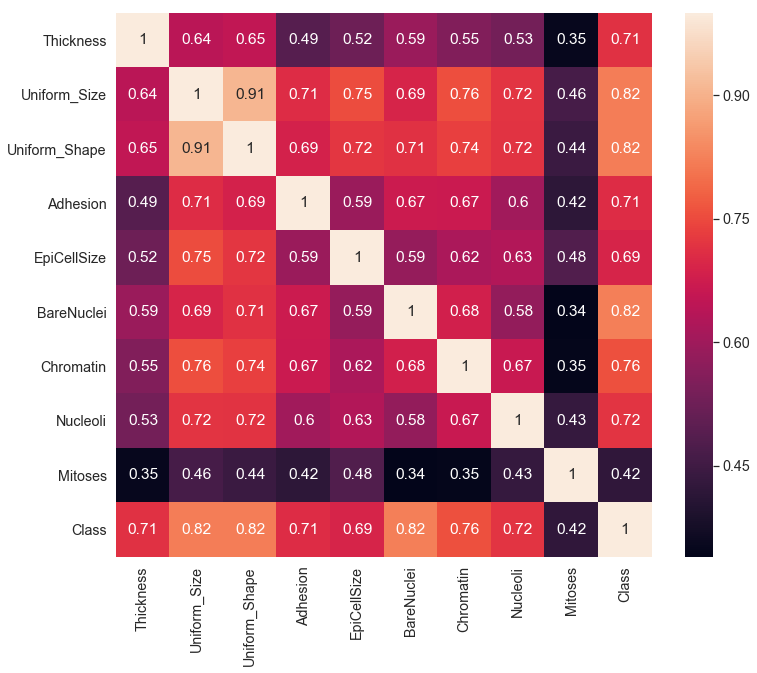 Thickness 1 0.64 0.65 0.49 0.52 0.59 0.55 0.53 0.35 0.71
Uniform_Size 0.64 1 0.91 0.71 0.75 0.69 0.76 0.72 0.46 0.82
Uniform_Shape 0.65 0.91 1 0.69 0.72 0.71 0.74 0.72 0.44 0.82
Adhesion 0.49 0.71 0.69 1 0.59 0.67 0.67 0.6 0.42 0.71
EpiCellSize 0.52 0.75 0.72 0.59 1 0.59 0.62 0.63 0.48 0.69
BareNuclei 0.59 0.69 0.71 0.67 0.59 1 0.68 0.58 0.34 0.82
Chromatin 0.55 0.76 0.74 0.67 0.62 0.68 1 0.67 0.35 0.76
Nucleoli 0.53 0.72 0.72 0.6 0.63 0.58 0.67 1 0.43 0.72
Mitoses 0.35 0.46 0.44 0.42 0.48 0.34 0.35 0.43 1 0.42
Class 0.71 0.82 0.82 0.71 0.69 0.82 0.76 0.72 0.42 1
Thickness
Uniform_Size
Uniform_Shape
Adhesion
EpiCellSize
BareNuclei
Chromatin
Nucleoli
Mitoses
Class
0.90
0.75
0.60
0.45